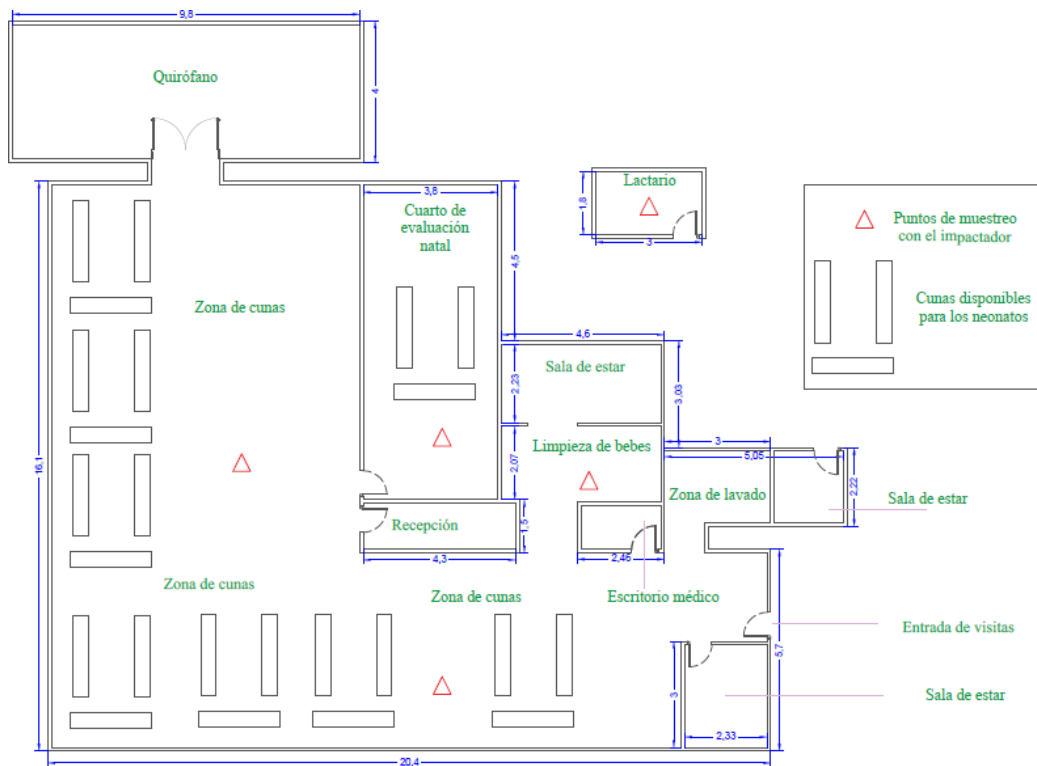 9,8
Quirófano
4
Lactario
1,8
3
3,8
Cuarto de
evaluación
natal
Puntos de muestreo
con el impactador
Cunas disponibles
para los neonatos
Zona de cunas
4,5
4,6
Sala de estar
2,23
3,03
Limpieza de bebes
2,07
3
5,05
16,1
Zona de lavado
2,22
Sala de estar
Recepción
1,5
4,3
2,46
Zona de cunas
Zona de cunas
Escritorio médico
Entrada de visitas
5,7
3
Sala de estar
2,33
20,4